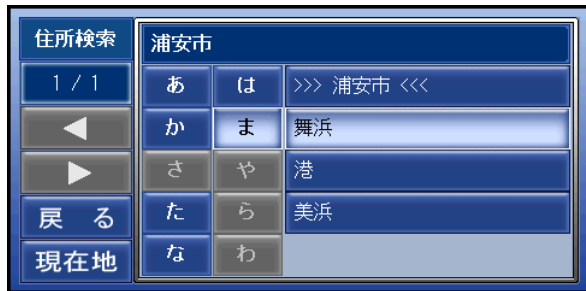 住所検索
1 / 1
戻 る
現在地
浦安市
あ は
か ま
さ や
た ら
な わ
>>> 浦安市 <<<
舞浜
港
美浜